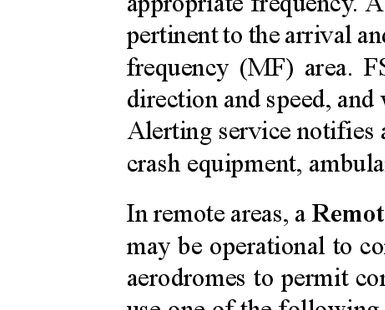 appropriate frequency. A
pertinent to the arrival and
frequency (MF) area. FS
direction and speed, and
Alerting service notifies
crash equipment, ambula
In remote areas, a Remot
may be operational to co
aerodromes to permit con
use one of the following